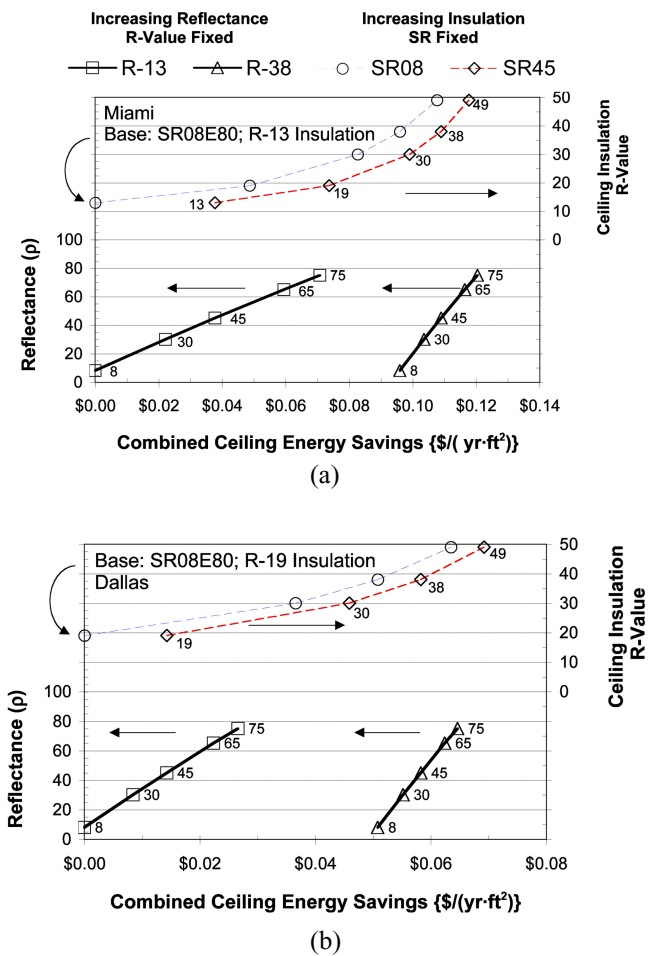 Increasing Reflectance
R-Value Fixed
Increasing Insulation
SR Fixed
R-13
R-38
SR08
SR45
Miami
Base: SR08E80; R-13 Insulation
50
40
30
20
10
0
Ceiling Insulation
R-Value
13
19
30
38
49
Reflectance (ρ)
100
80
60
40
20
0
8
30
45
65
75
8
30
45
65
75
$0.00 $0.02 $0.04 $0.06 $0.08 $0.10 $0.12 $0.14
Combined Ceiling Energy Savings {$/( yr·ft²)}
(a)
Base: SR08E80; R-19 Insulation
Dallas
50
40
30
20
10
0
Ceiling Insulation
R-Value
19
30
38
49
Reflectance (ρ)
100
80
60
40
20
0
8
30
45
65
75
8
30
45
65
75
$0.00 $0.02 $0.04 $0.06 $0.08
Combined Ceiling Energy Savings {$/(yr·ft²)}
(b)